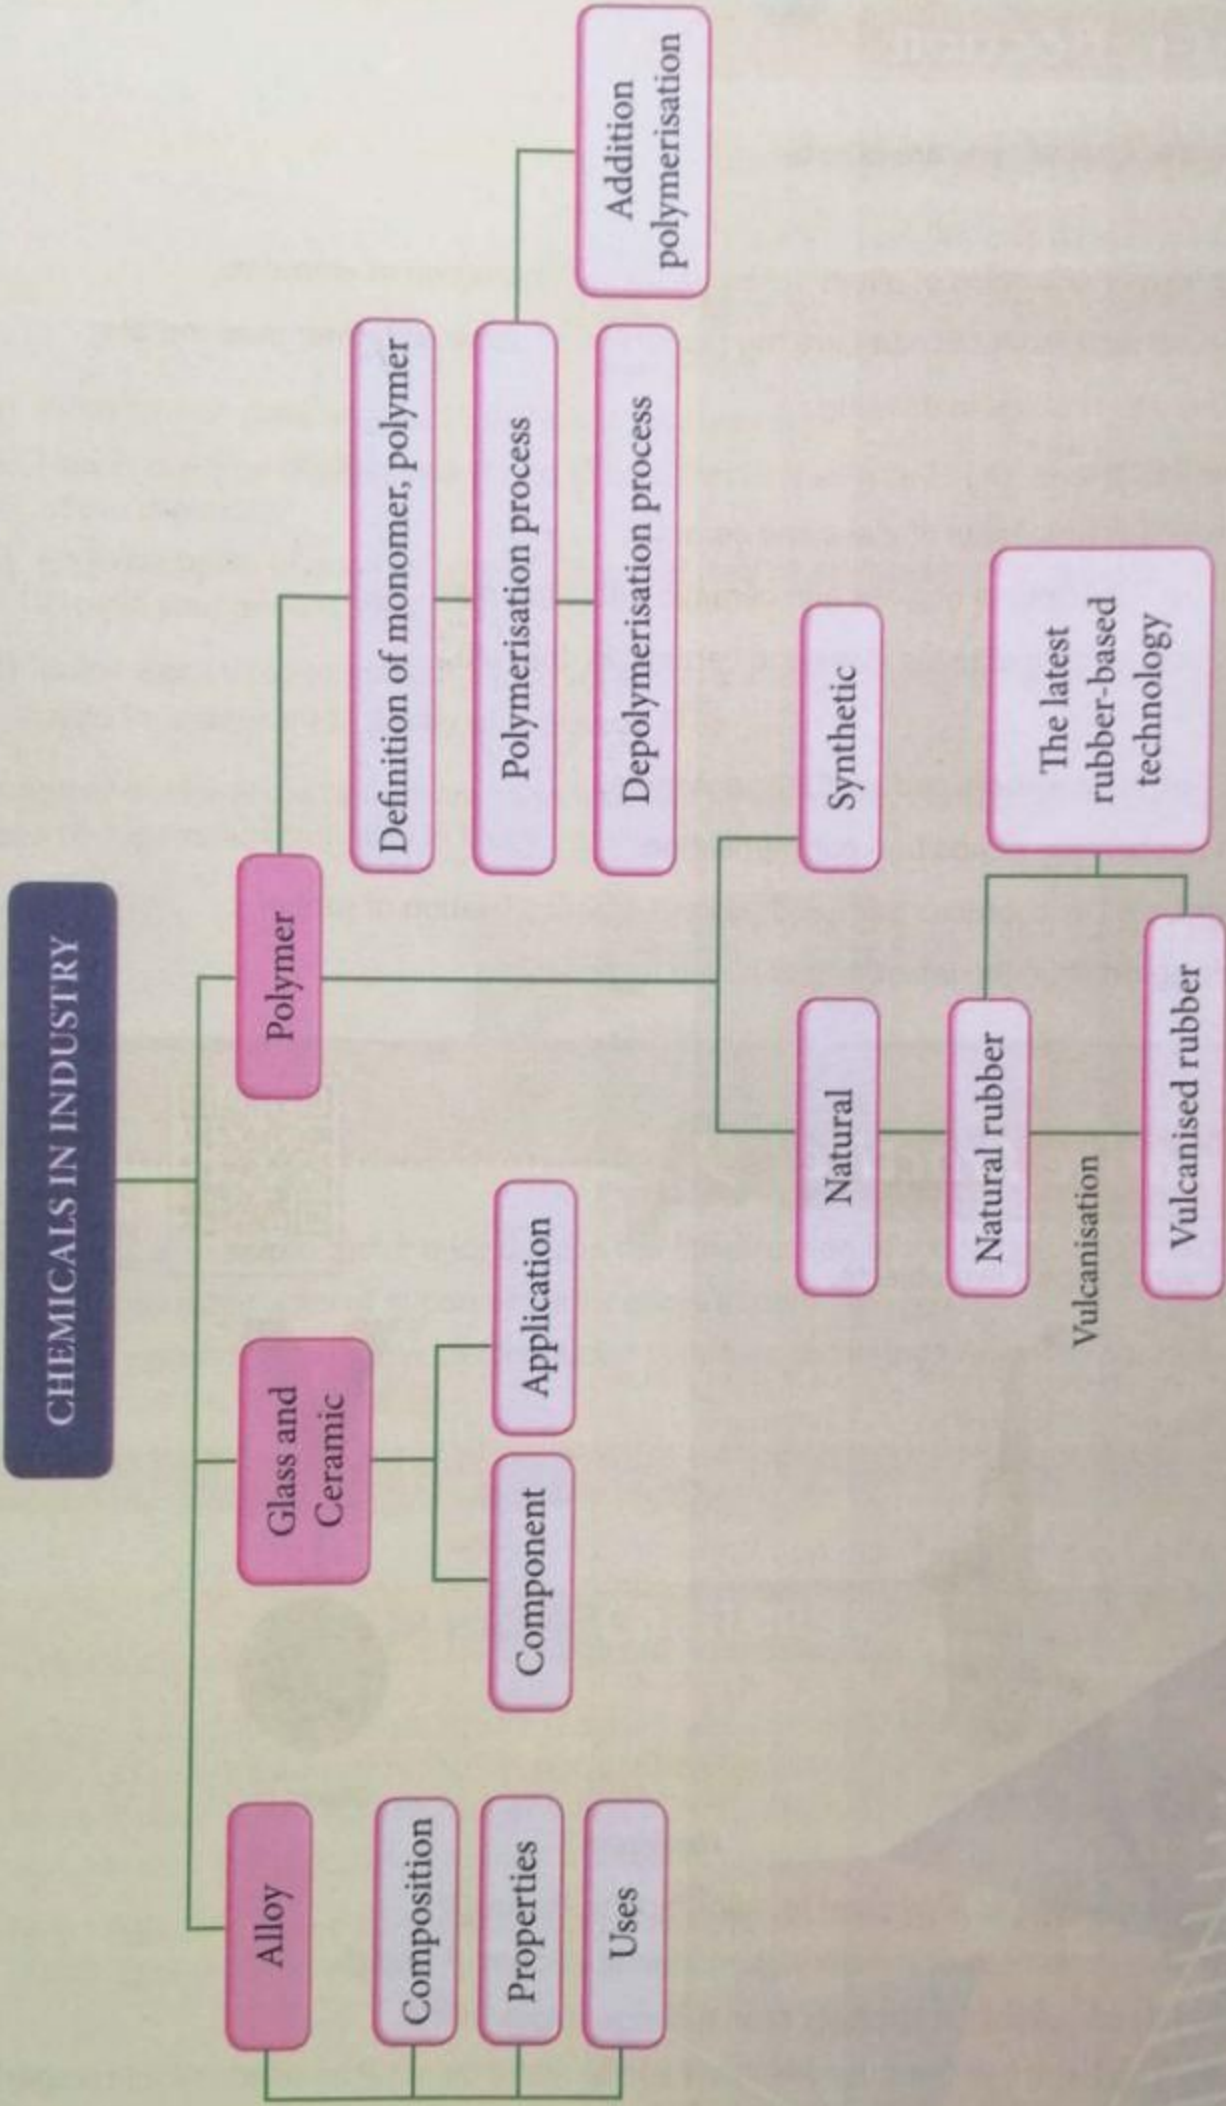 CHEMICALS IN INDUSTRY
Alloy
Composition
Properties
Uses
Glass and
Ceramic
Component
Application
Polymer
Definition of monomer, polymer
Polymerisation process
Addition
polymerisation
Depolymerisation process
Natural
Synthetic
Natural rubber
Vulcanisation
Vulcanised rubber
The latest
rubber-based
technology